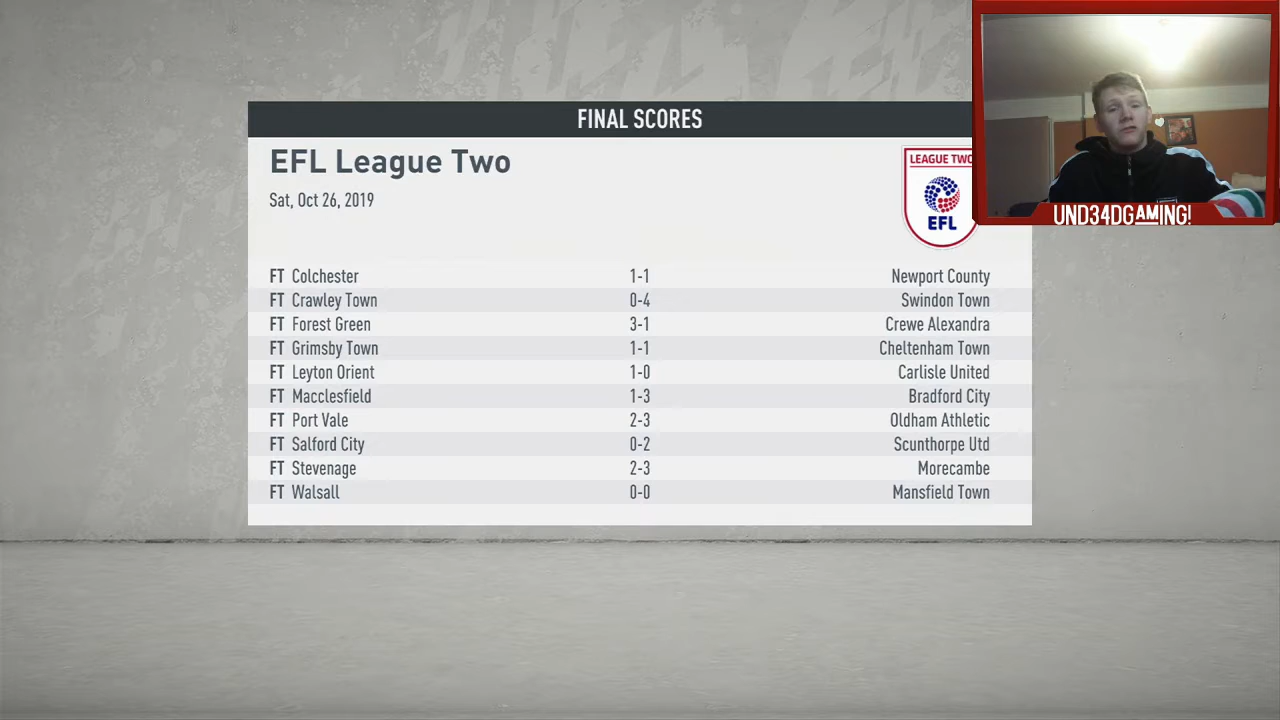 FINAL SCORES
EFL League Two
Sat, Oct 26, 2019
LEAGUE TWO
EFL
FT Colchester 1-1 Newport County
FT Crawley Town 0-4 Swindon Town
FT Forest Green 3-1 Crewe Alexandra
FT Grimsby Town 1-1 Cheltenham Town
FT Leyton Orient 1-0 Carlisle United
FT Macclesfield 1-3 Bradford City
FT Port Vale 2-3 Oldham Athletic
FT Salford City 0-2 Scunthorpe Utd
FT Stevenage 2-3 Morecambe
FT Walsall 0-0 Mansfield Town
UND34DGAMING!